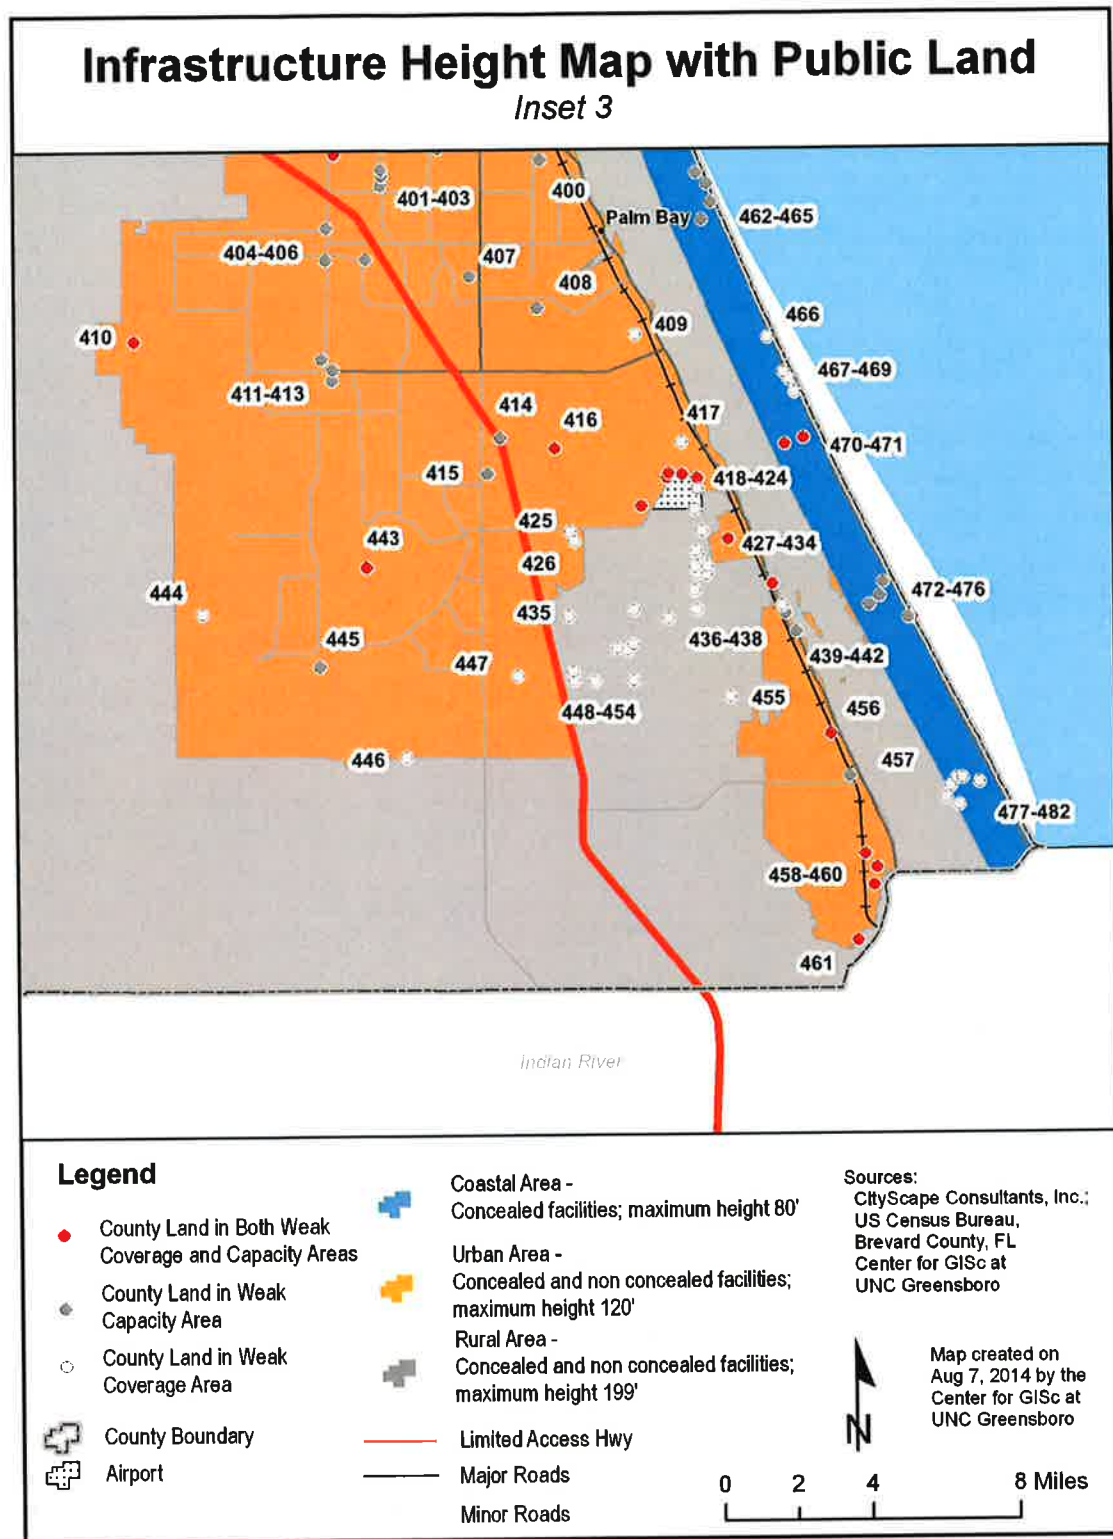 Infrastructure Height Map with Public Land
Inset 3
400
401-403
Palm Bay
462-465
404-406
407
408
466
410
409
467-469
411-413
414
416
417
470-471
415
418-424
425
427-434
443
426
444
435
472-476
436-438
445
447
439-442
455
448-454
456
446
457
477-482
458-460
461
Indian River
Legend
County Land in Both Weak
Coverage and Capacity Areas
County Land in Weak
Capacity Area
County Land in Weak
Coverage Area
County Boundary
Airport
Coastal Area -
Concealed facilities; maximum height 80'
Urban Area -
Concealed and non concealed facilities;
maximum height 120'
Rural Area -
Concealed and non concealed facilities;
maximum height 199'
Limited Access Hwy
Major Roads
Minor Roads
Sources:
CityScape Consultants, Inc.;
US Census Bureau,
Brevard County, FL
Center for GISc at
UNC Greensboro
N
Map created on
Aug 7, 2014 by the
Center for GISc at
UNC Greensboro
0 2 4 8 Miles